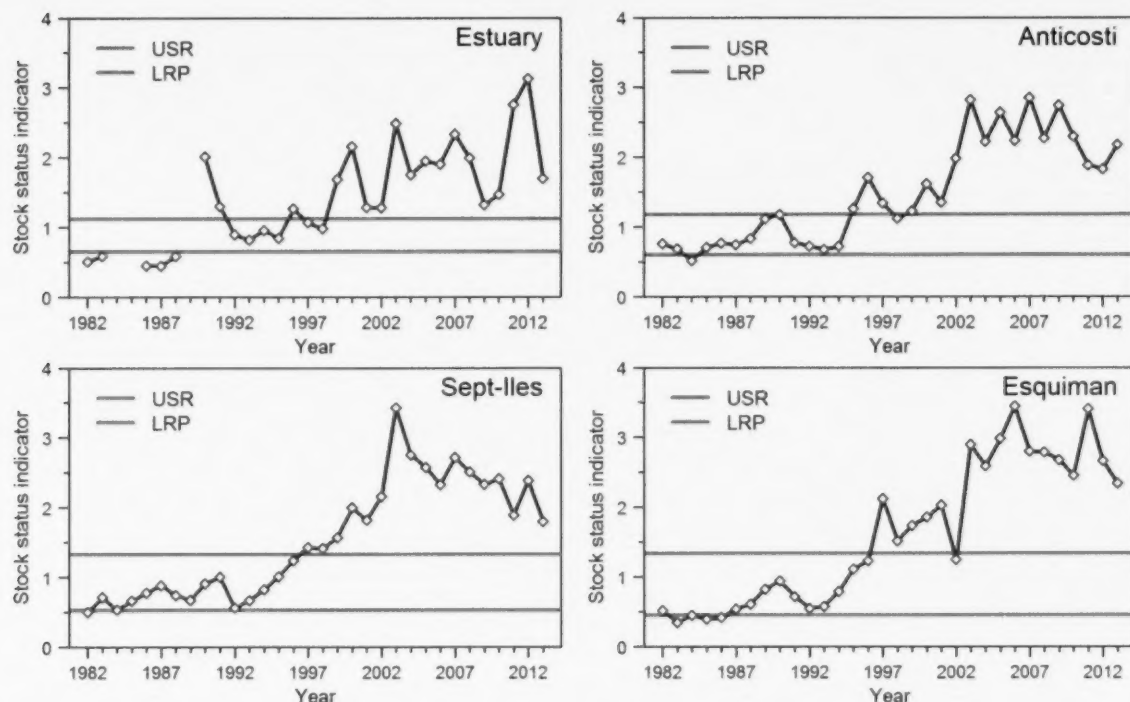 Estuary
USR
LRP
Stock status indicator
4
3
2
1
0
1982 1987 1992 1997 2002 2007 2012
Year
Anticosti
USR
LRP
Stock status indicator
4
3
2
1
0
1982 1987 1992 1997 2002 2007 2012
Year
Sept-Iles
USR
LRP
Stock status indicator
4
3
2
1
0
1982 1987 1992 1997 2002 2007 2012
Year
Esquiman
USR
LRP
Stock status indicator
4
3
2
1
0
1982 1987 1992 1997 2002 2007 2012
Year